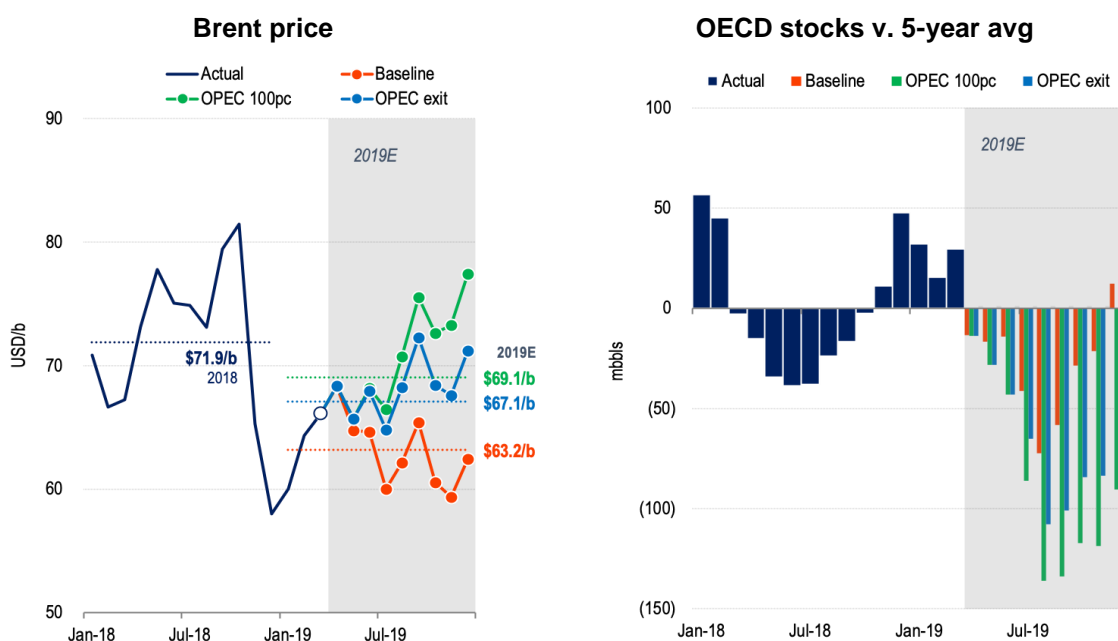 Brent price
Actual Baseline
OPEC 100pc OPEC exit
90
2019E
80
USD/b
70
$71.9/b
2018
2019E
$69.1/b
$67.1/b
$63.2/b
60
50
Jan-18 Jul-18 Jan-19 Jul-19
OECD stocks v. 5-year avg
Actual Baseline OPEC 100pc OPEC exit
100
2019E
50
0
mbbls
(50)
(100)
(150)
Jan-18 Jul-18 Jan-19 Jul-19